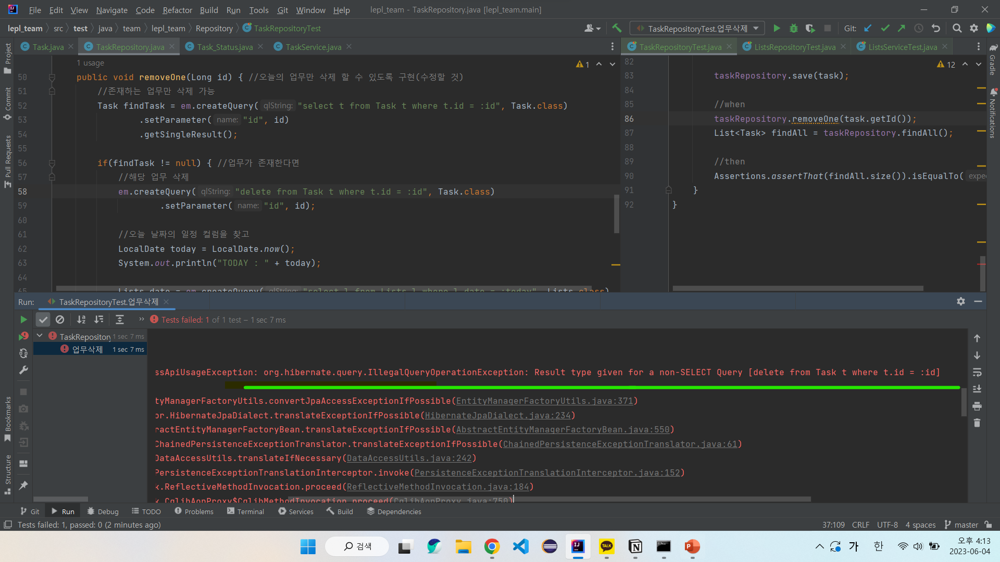 File Edit View Navigate Code Refactor Build Run Tools Git Window Help lepl_team - TaskRepository.java [lepl_team.main]
lepl_team src test java team lepl_team Repository TaskRepositoryTest TaskRepositoryTest.업무삭제 Git:
Task.java TaskRepository.java Task_Status.java TaskService.java TaskRepositoryTest.java ListsRepositoryTest.java ListsServiceTest.java
Project
Commit
Pull Requests
Bookmarks
Structure
Gradle
Notifications
1 usage
1
50 public void removeOne(Long id) { //오늘의 업무만 삭제 할 수 있도록 구현(수정할 것)
51 //존재하는 업무만 삭제 가능
52 Task findTask = em.createQuery( qlString: "select t from Task t where t.id = :id", Task.class)
53 .setParameter( name: "id", id)
54 .getSingleResult();
55
56 if(findTask != null) { //업무가 존재한다면
57 //해당 업무 삭제
58 em.createQuery( qlString: "delete from Task t where t.id = :id", Task.class)
59 .setParameter( name: "id", id);
60
61 //오늘 날짜의 일정 컬럼을 찾고
62 LocalDate today = LocalDate.now();
63 System.out.println("TODAY : " + today);
64
65 Lists date = em.createQuery( qlString: "select l from Lists l where l.date = :today", Lists.class)
12
82
83 taskRepository.save(task);
84
85 //when
86 taskRepository.removeOne(task.getId());
87 List<Task> findAll = taskRepository.findAll();
88
89 //then
90 Assertions.assertThat(findAll.size()).isEqualTo( expec
91 }
92 }
Run: TaskRepositoryTest.업무삭제
Tests failed: 1 of 1 test – 1 sec 7 ms
TaskRepository 1 sec 7 ms
업무삭제 1 sec 7 ms
ssApiUsageException: org.hibernate.query.IllegalQueryOperationException: Result type given for a non-SELECT Query [delete from Task t where t.id = :id]
tyManagerFactoryUtils.convertJpaAccessExceptionIfPossible(EntityManagerFactoryUtils.java:371)
or.HibernateJpaDialect.translateExceptionIfPossible(HibernateJpaDialect.java:234)
ractEntityManagerFactoryBean.translateExceptionIfPossible(AbstractEntityManagerFactoryBean.java:550)
ChainedPersistenceExceptionTranslator.translateExceptionIfPossible(ChainedPersistenceExceptionTranslator.java:61)
DataAccessUtils.translateIfNecessary(DataAccessUtils.java:242)
PersistenceExceptionTranslationInterceptor.invoke(PersistenceExceptionTranslationInterceptor.java:152)
k.ReflectiveMethodInvocation.proceed(ReflectiveMethodInvocation.java:184)
k.CglibAopProxy$CglibMethodInvocation.proceed(CglibAopProxy.java:750)
Git Run Debug TODO Problems Terminal Services Build Dependencies
Tests failed: 1, passed: 0 (2 minutes ago) 37:109 CRLF UTF-8 4 spaces master
검색 가 한 오후 4:13
2023-06-04